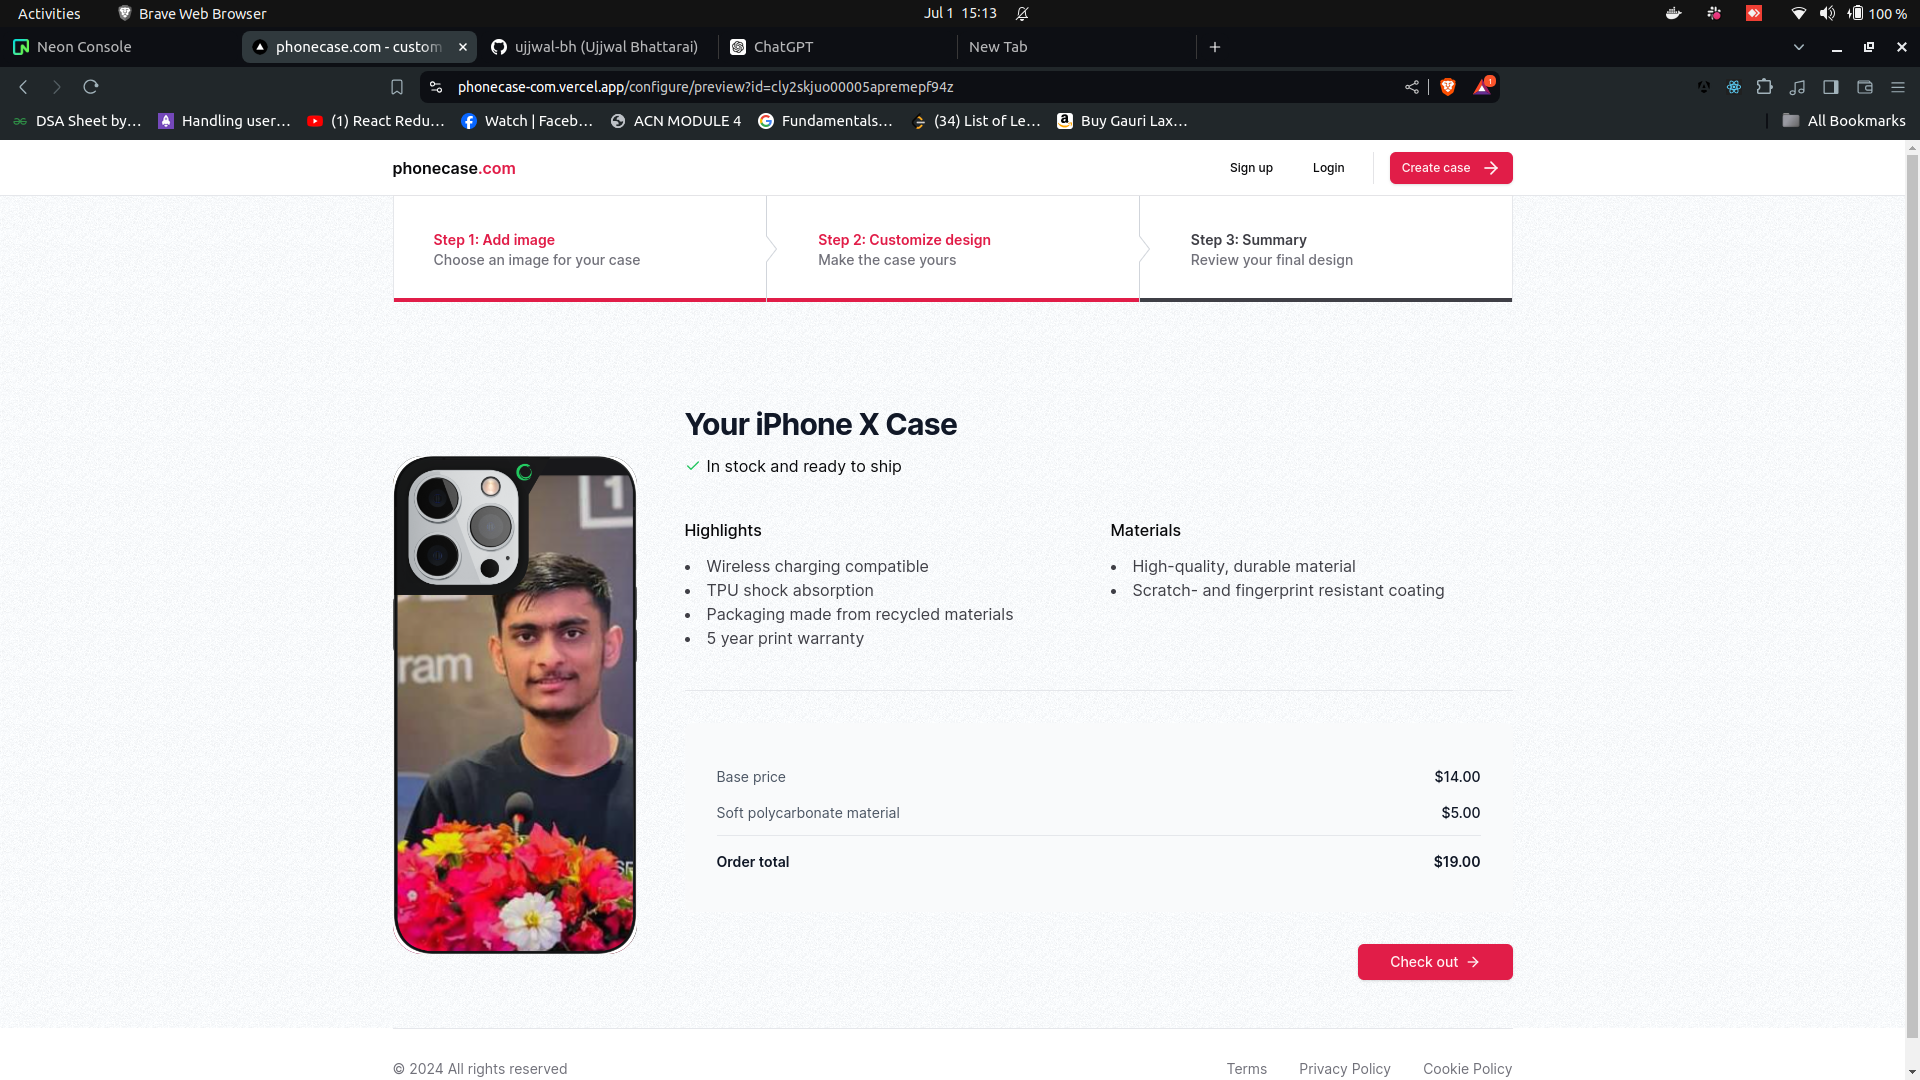 Activities
Brave Web Browser
Jul 1 15:13
100 %
Neon Console
phonecase.com - custom
ujjwal-bh (Ujjwal Bhattarai)
ChatGPT
New Tab
phonecase-com.vercel.app/configure/preview?id=cly2skjuo00005apremepf94z
1
DSA Sheet by...
Handling user...
(1) React Redu...
Watch | Faceb...
ACN MODULE 4
Fundamentals...
(34) List of Le...
Buy Gauri Lax...
All Bookmarks
phonecase.com
Sign up
Login
Create case
Step 1: Add image
Choose an image for your case
Step 2: Customize design
Make the case yours
Step 3: Summary
Review your final design
Your iPhone X Case
In stock and ready to ship
Highlights
Wireless charging compatible
TPU shock absorption
Packaging made from recycled materials
5 year print warranty
Materials
High-quality, durable material
Scratch- and fingerprint resistant coating
1
ram
Base price
$14.00
Soft polycarbonate material
$5.00
Order total
$19.00
Check out
© 2024 All rights reserved
Terms
Privacy Policy
Cookie Policy